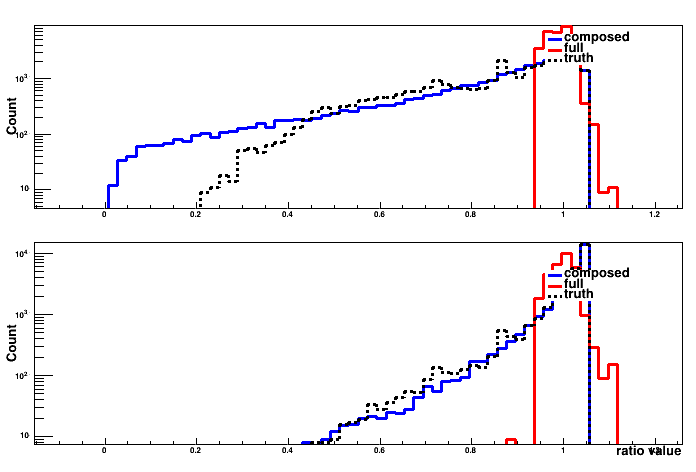 Count
10³
10²
10
composed
full
truth
0 0.2 0.4 0.6 0.8 1 1.2
Count
10⁴
10³
10²
10
composed
full
truth
0 0.2 0.4 0.6 0.8 1
ratio value